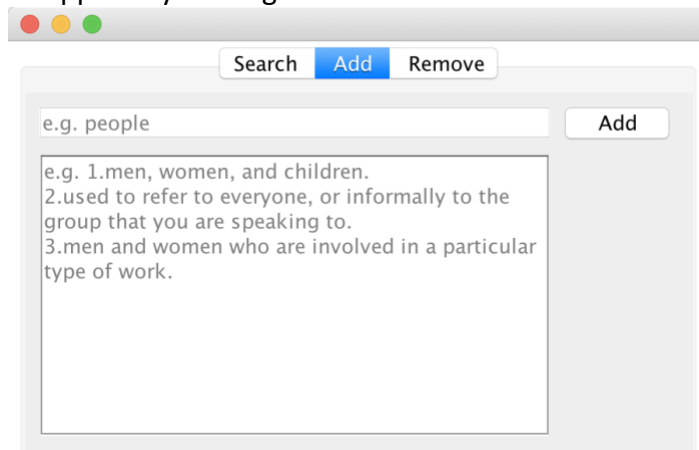 Search Add Remove
e.g. people Add
e.g. 1.men, women, and children.
2.used to refer to everyone, or informally to the
group that you are speaking to.
3.men and women who are involved in a particular
type of work.